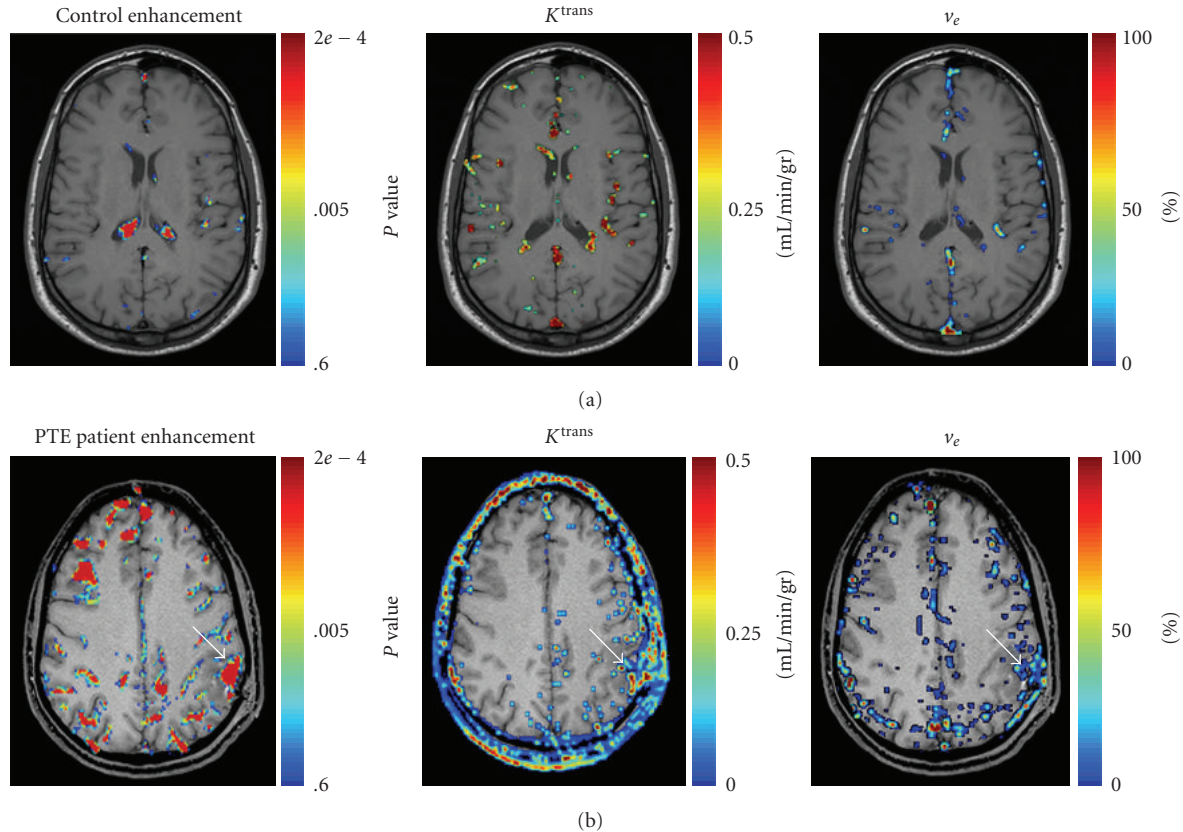 Control enhancement
2e − 4
.005
.6
P value
K^trans
0.5
0.25
0
(mL/min/gr)
v_e
100
50
0
(%)
(a)
PTE patient enhancement
2e − 4
.005
.6
P value
K^trans
0.5
0.25
0
(mL/min/gr)
v_e
100
50
0
(%)
(b)